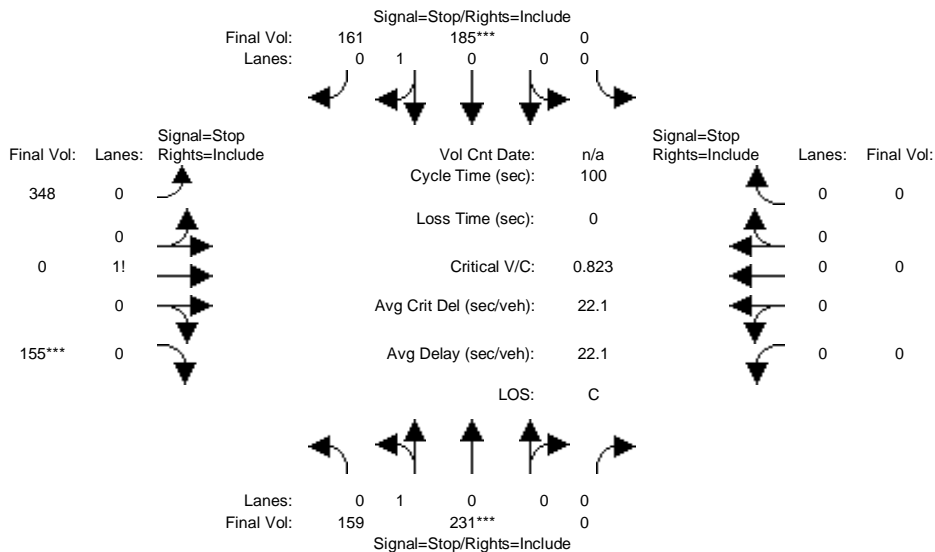 Signal=Stop/Rights=Include
Final Vol: 161 185*** 0
Lanes: 0 1 0 0 0
Signal=Stop Signal=Stop
Final Vol: Lanes: Rights=Include Vol Cnt Date: n/a Rights=Include Lanes: Final Vol:
Cycle Time (sec): 100
348 0 0 0
Loss Time (sec): 0
0 0
0 1! Critical V/C: 0.823 0 0
0 Avg Crit Del (sec/veh): 22.1 0
155*** 0 Avg Delay (sec/veh): 22.1 0 0
LOS: C
Lanes: 0 1 0 0 0
Final Vol: 159 231*** 0
Signal=Stop/Rights=Include